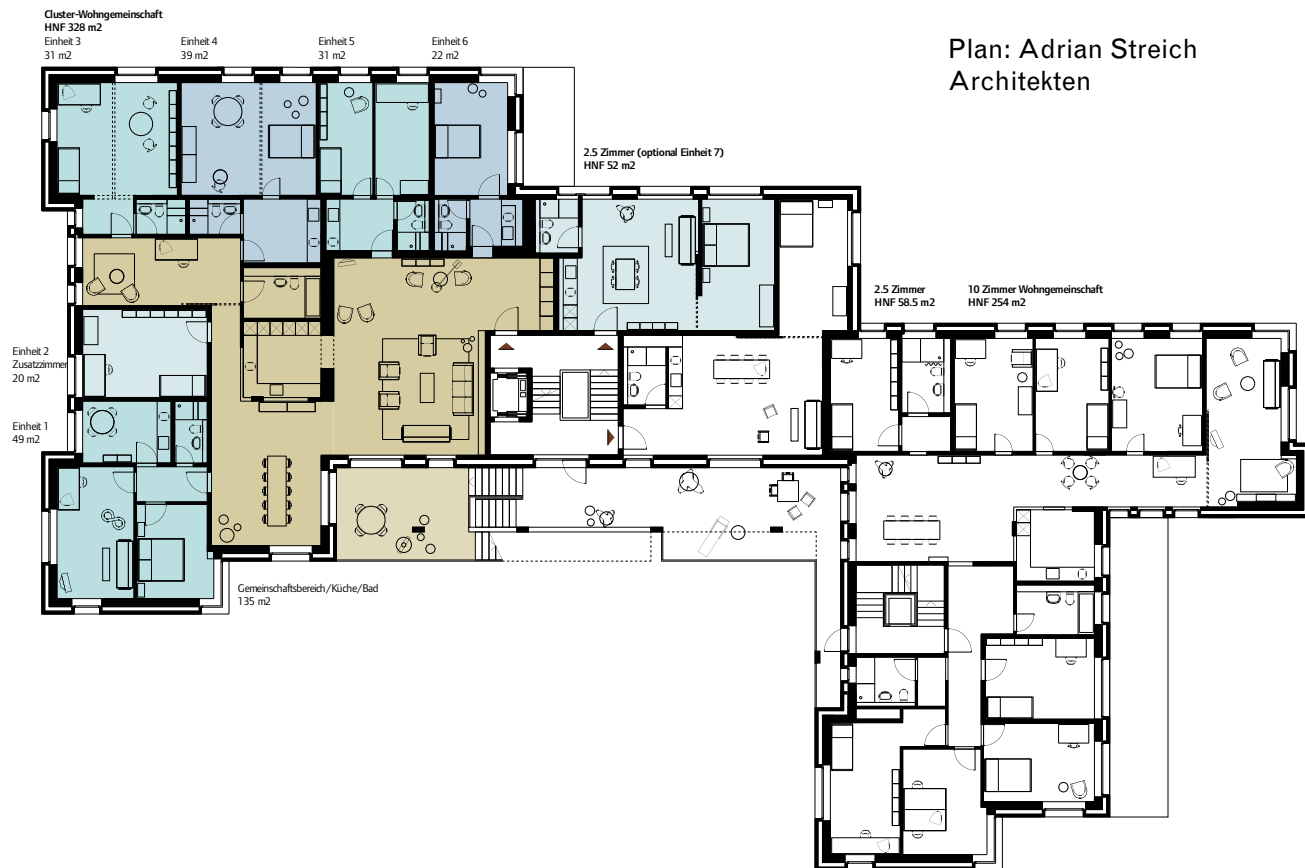 Cluster-Wohngemeinschaft
HNF 328 m2
Einheit 3
31 m2
Einheit 4
39 m2
Einheit 5
31 m2
Einheit 6
22 m2
Plan: Adrian Streich
Architekten
2.5 Zimmer (optional Einheit 7)
HNF 52 m2
2.5 Zimmer
HNF 58.5 m2
10 Zimmer Wohngemeinschaft
HNF 254 m2
Einheit 2
Zusatzzimmer
20 m2
Einheit 1
49 m2
Gemeinschaftsbereich/Küche/Bad
135 m2